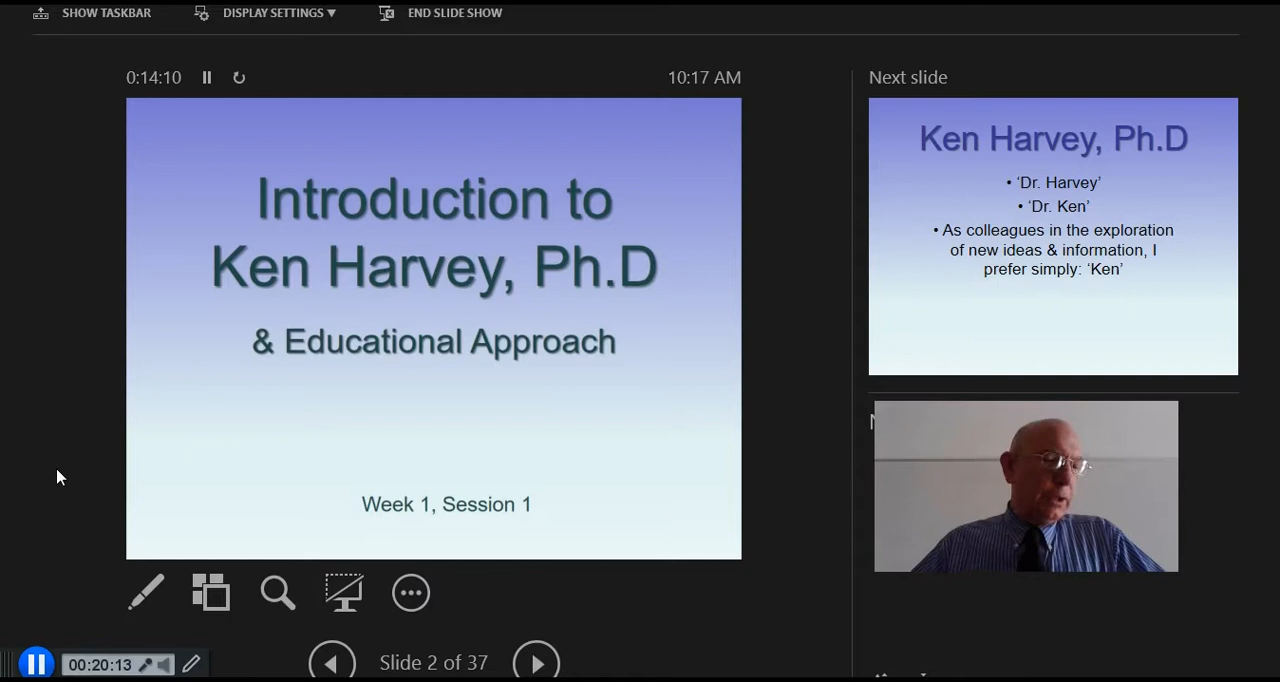 SHOW TASKBAR
DISPLAY SETTINGS ▼
END SLIDE SHOW
0:14:10
10:17 AM
Introduction to
Ken Harvey, Ph.D
& Educational Approach
Week 1, Session 1
Next slide
Ken Harvey, Ph.D
• ‘Dr. Harvey’
• ‘Dr. Ken’
• As colleagues in the exploration
of new ideas & information, I
prefer simply: ‘Ken’
00:20:13
Slide 2 of 37